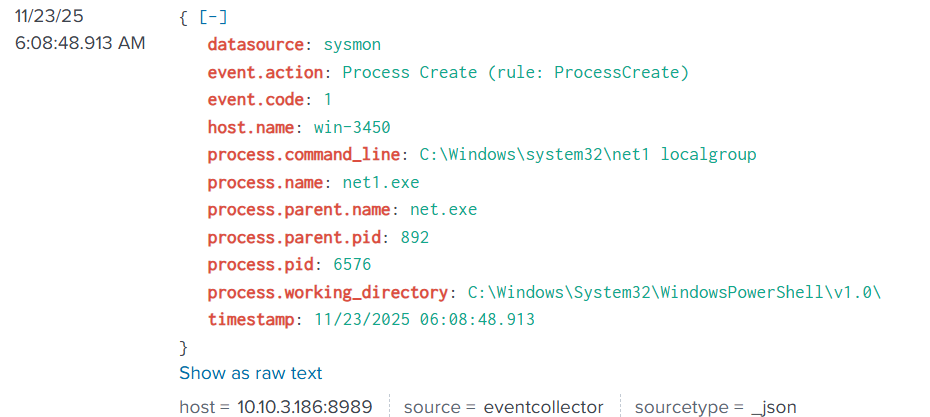 11/23/25
6:08:48.913 AM
{ [-]
datasource: sysmon
event.action: Process Create (rule: ProcessCreate)
event.code: 1
host.name: win-3450
process.command_line: C:\Windows\system32\net1 localgroup
process.name: net1.exe
process.parent.name: net.exe
process.parent.pid: 892
process.pid: 6576
process.working_directory: C:\Windows\System32\WindowsPowerShell\v1.0\
timestamp: 11/23/2025 06:08:48.913
}
Show as raw text
host = 10.10.3.186:8989 source = eventcollector sourcetype = _json